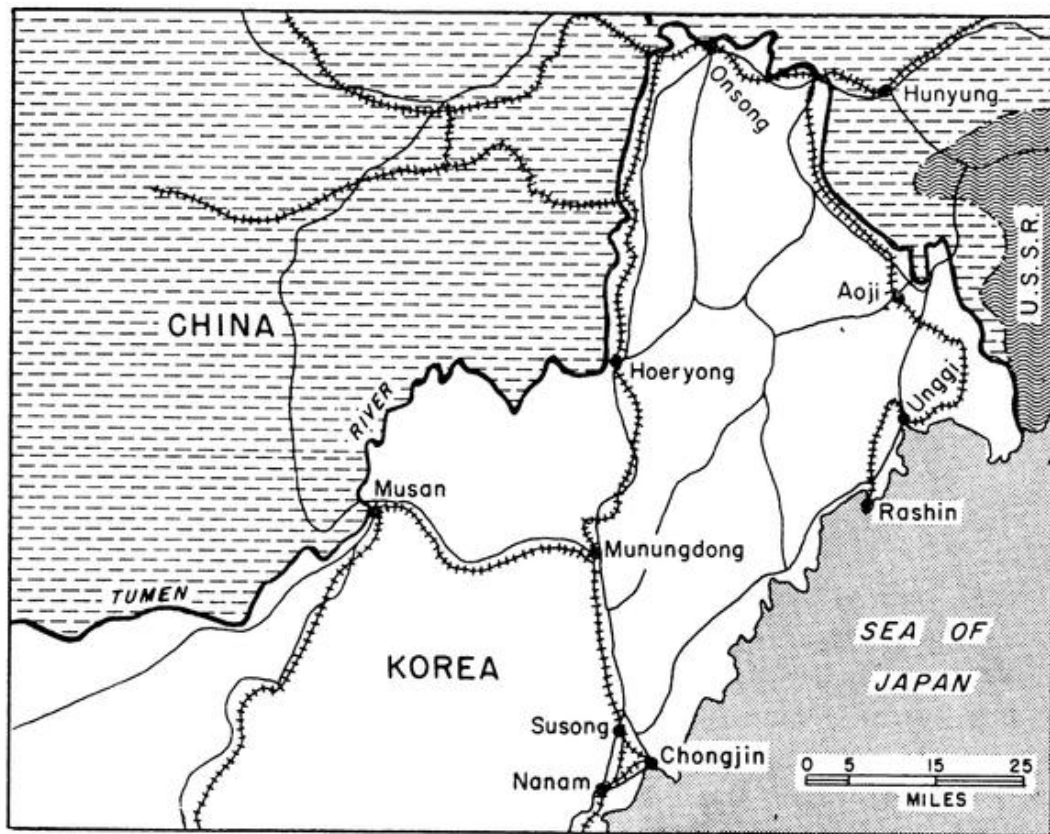 Onsong
Hunyung
U.S.S.R.
Aoji
CHINA
Hoeryong
Unggi
RIVER
Musan
Rashin
Munungdong
TUMEN
SEA OF
JAPAN
KOREA
Susong
Chongjin
Nanam
0 5 15 25
MILES